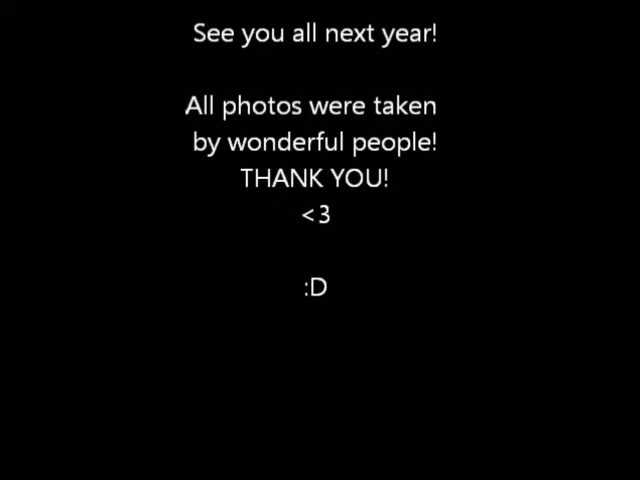 See you all next year!
All photos were taken
by wonderful people!
THANK YOU!
<3
:D